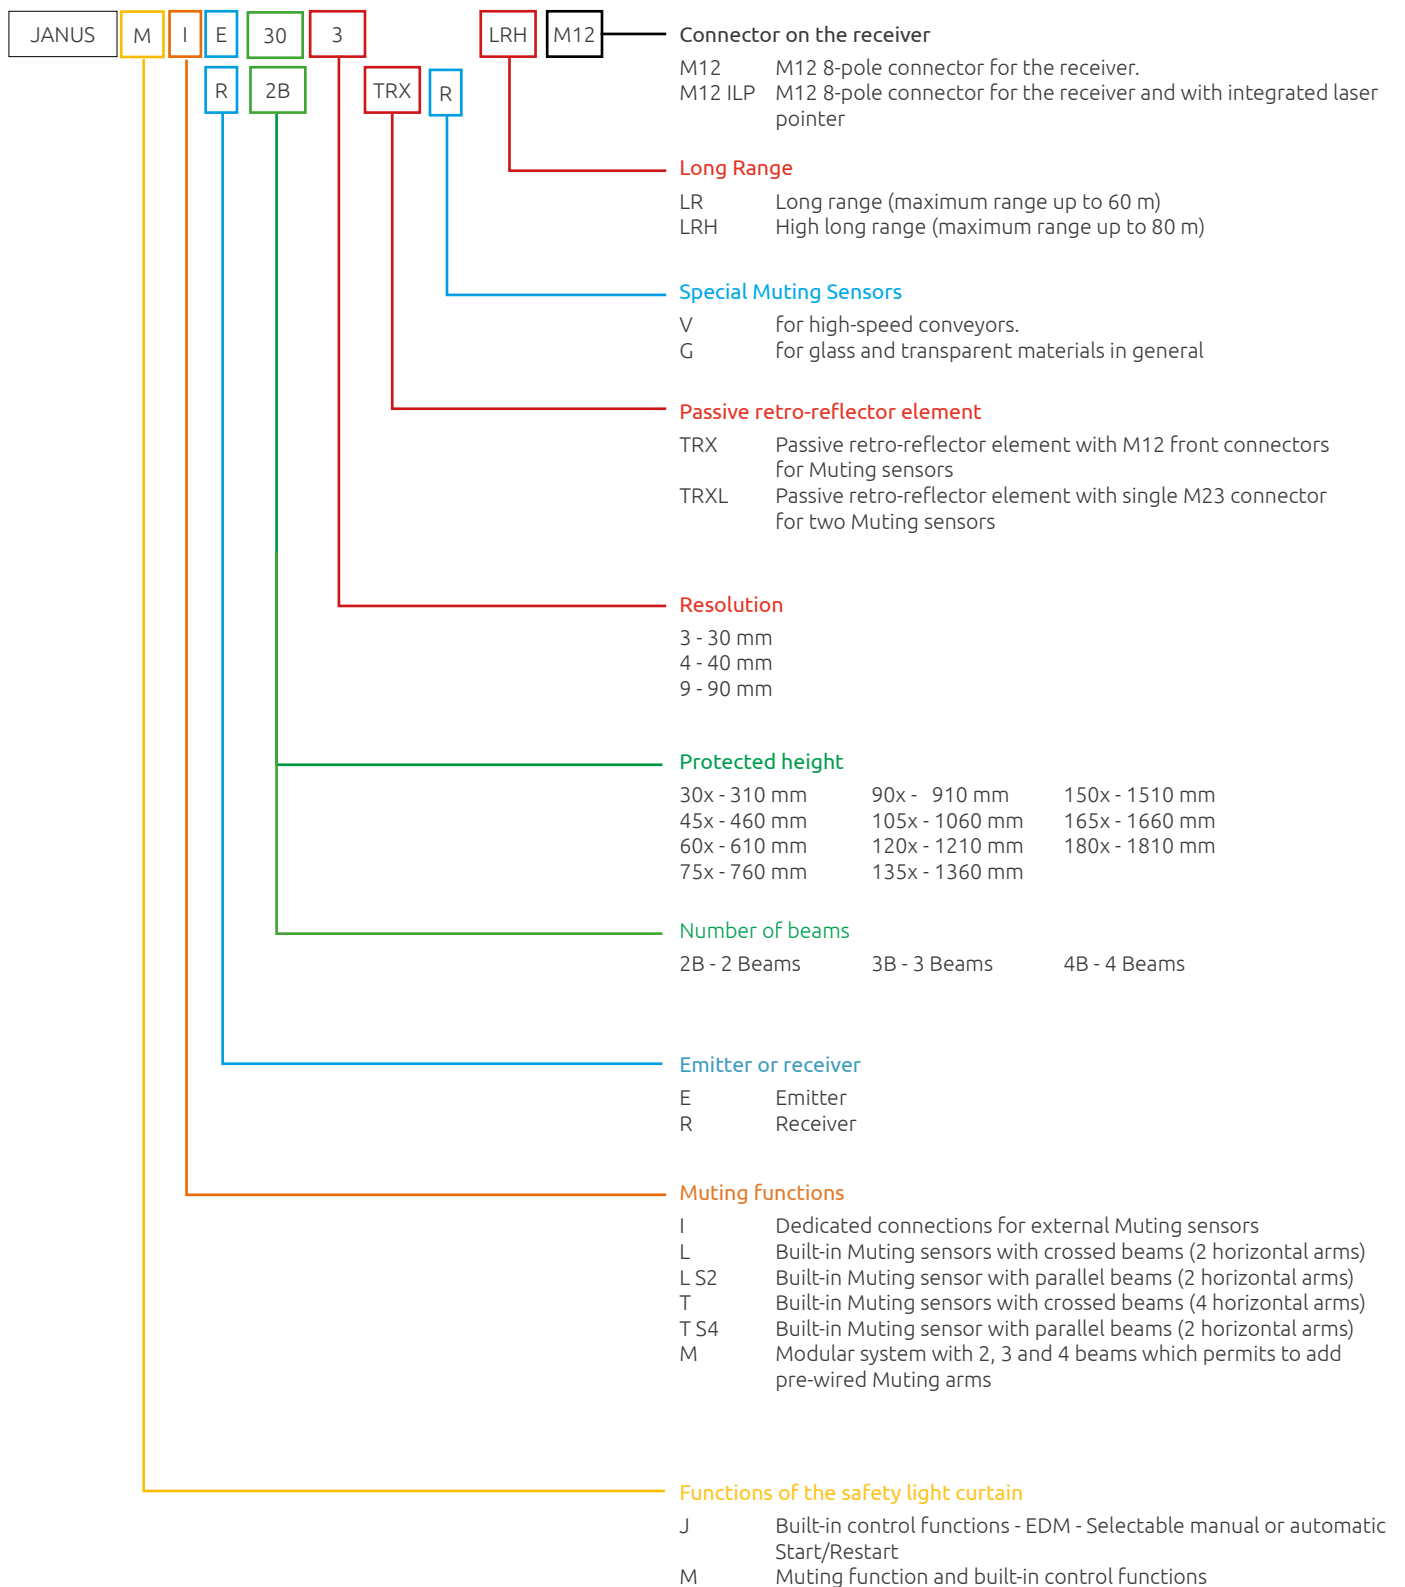 JANUS M I E 30 3 LRH M12
R 2B TRX R
Connector on the receiver
M12 M12 8-pole connector for the receiver.
M12 ILP M12 8-pole connector for the receiver and with integrated laser
pointer
Long Range
LR Long range (maximum range up to 60 m)
LRH High long range (maximum range up to 80 m)
Special Muting Sensors
V for high-speed conveyors.
G for glass and transparent materials in general
Passive retro-reflector element
TRX Passive retro-reflector element with M12 front connectors
for Muting sensors
TRXL Passive retro-reflector element with single M23 connector
for two Muting sensors
Resolution
3 - 30 mm
4 - 40 mm
9 - 90 mm
Protected height
30x - 310 mm 90x - 910 mm 150x - 1510 mm
45x - 460 mm 105x - 1060 mm 165x - 1660 mm
60x - 610 mm 120x - 1210 mm 180x - 1810 mm
75x - 760 mm 135x - 1360 mm
Number of beams
2B - 2 Beams 3B - 3 Beams 4B - 4 Beams
Emitter or receiver
E Emitter
R Receiver
Muting functions
I Dedicated connections for external Muting sensors
L Built-in Muting sensors with crossed beams (2 horizontal arms)
L S2 Built-in Muting sensor with parallel beams (2 horizontal arms)
T Built-in Muting sensors with crossed beams (4 horizontal arms)
T S4 Built-in Muting sensor with parallel beams (2 horizontal arms)
M Modular system with 2, 3 and 4 beams which permits to add
pre-wired Muting arms
Functions of the safety light curtain
J Built-in control functions - EDM - Selectable manual or automatic
Start/Restart
M Muting function and built-in control functions